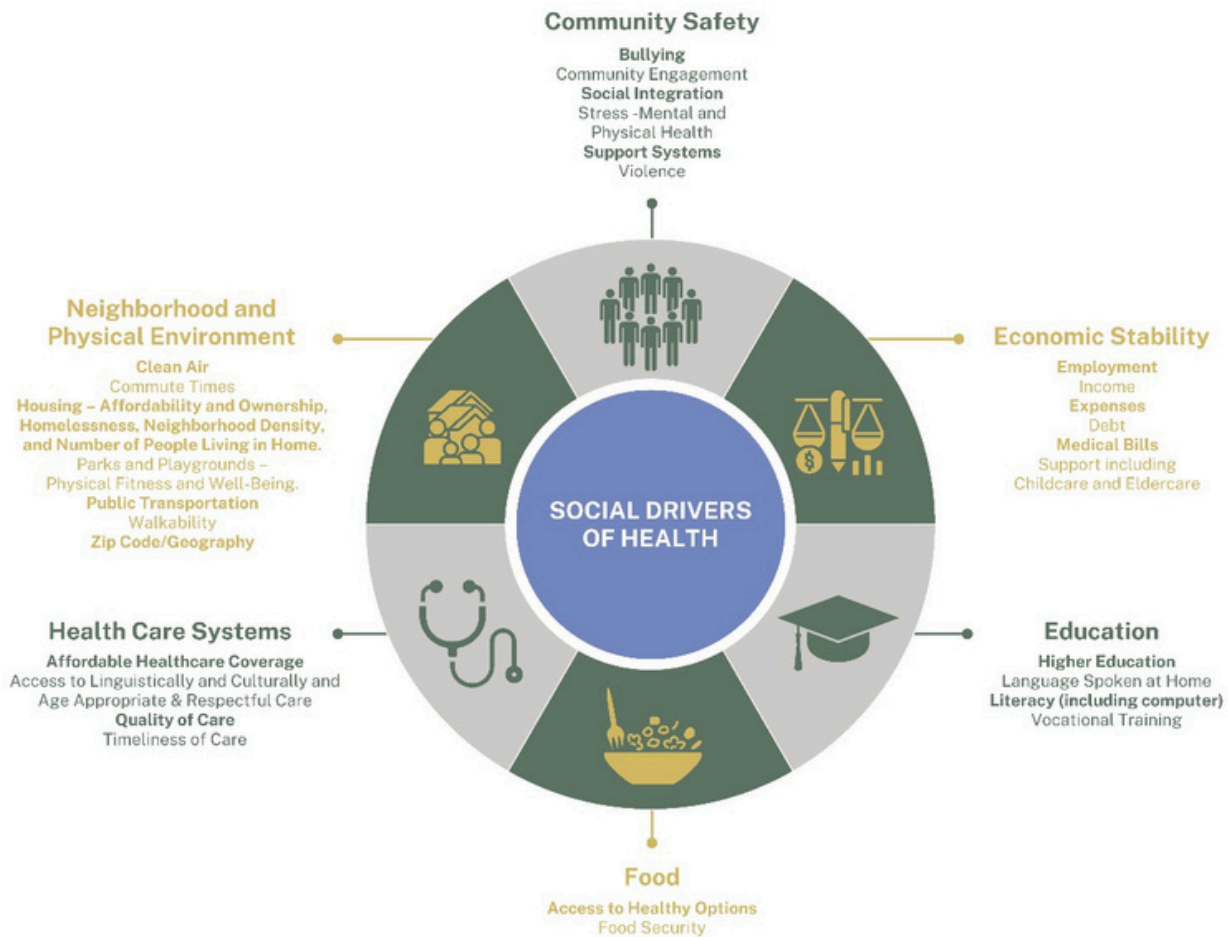 Community Safety
Bullying
Community Engagement
Social Integration
Stress -Mental and
Physical Health
Support Systems
Violence
Neighborhood and
Physical Environment
Clean Air
Commute Times
Housing – Affordability and Ownership,
Homelessness, Neighborhood Density,
and Number of People Living in Home.
Parks and Playgrounds –
Physical Fitness and Well-Being.
Public Transportation
Walkability
Zip Code/Geography
Economic Stability
Employment
Income
Expenses
Debt
Medical Bills
Support including
Childcare and Eldercare
$
SOCIAL DRIVERS
OF HEALTH
Health Care Systems
Affordable Healthcare Coverage
Access to Linguistically and Culturally and
Age Appropriate & Respectful Care
Quality of Care
Timeliness of Care
Education
Higher Education
Language Spoken at Home
Literacy (including computer)
Vocational Training
Food
Access to Healthy Options
Food Security